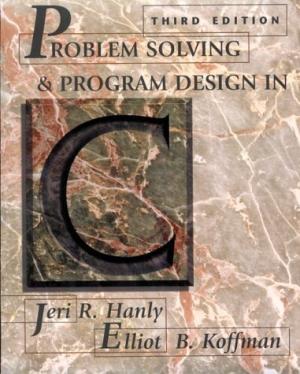 THIRD EDITION
PROBLEM SOLVING
& PROGRAM DESIGN IN
C
Jeri R. Hanly
Elliot B. Koffman